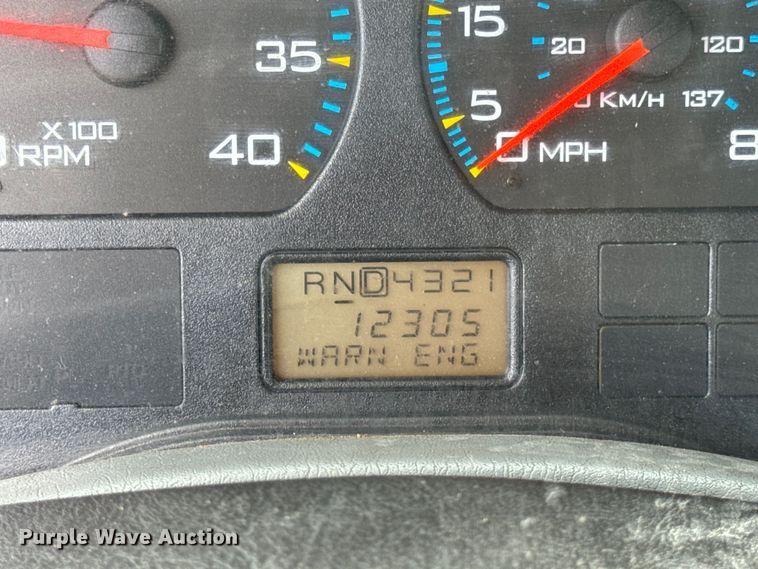 15
35
20
120
X100
5
0 KM/H 137
RPM
40
0 MPH
8
RND4321
12305
WARN ENG
Purple Wave Auction